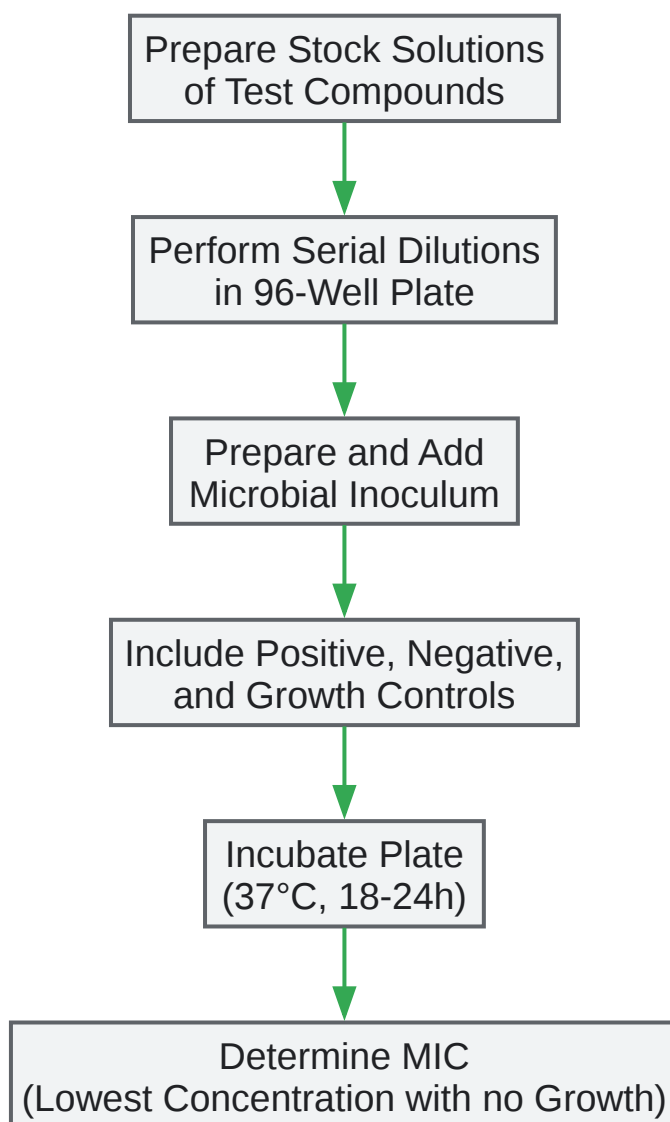 Prepare Stock Solutions
of Test Compounds
Perform Serial Dilutions
in 96-Well Plate
Prepare and Add
Microbial Inoculum
Include Positive, Negative,
and Growth Controls
Incubate Plate
(37°C, 18-24h)
Determine MIC
(Lowest Concentration with no Growth)